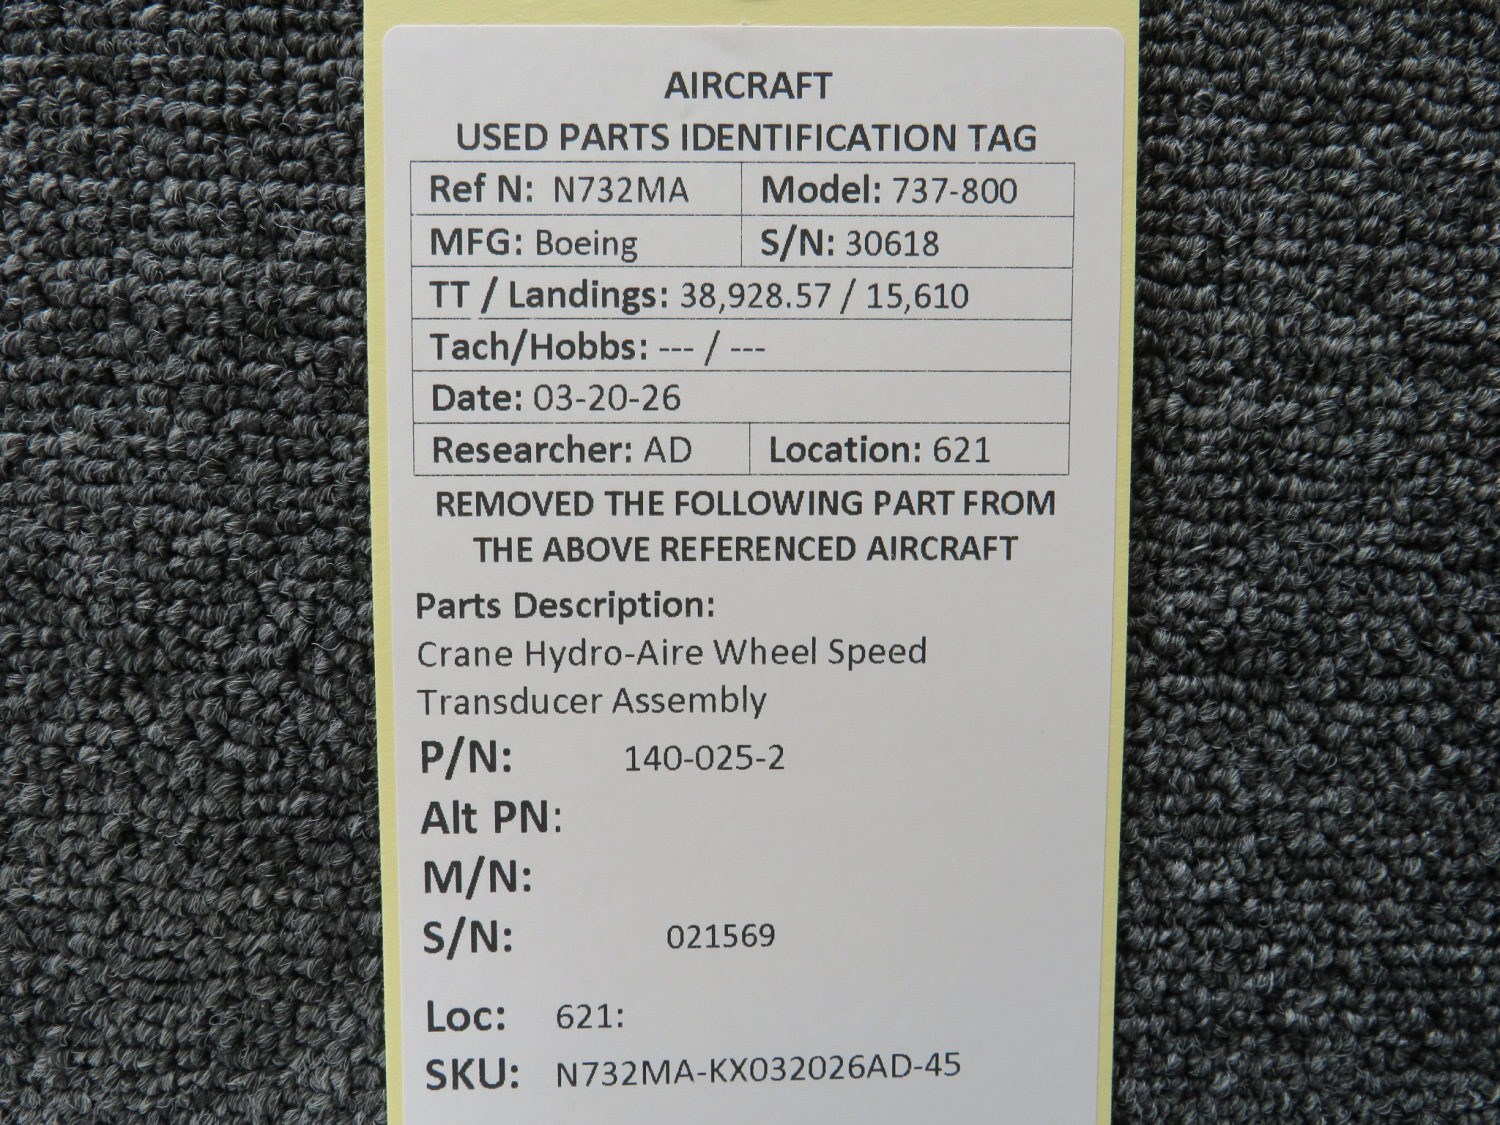 AIRCRAFT
USED PARTS IDENTIFICATION TAG
Ref N: N732MA Model: 737-800
MFG: Boeing S/N: 30618
TT / Landings: 38,928.57 / 15,610
Tach/Hobbs: --- / ---
Date: 03-20-26
Researcher: AD Location: 621
REMOVED THE FOLLOWING PART FROM
THE ABOVE REFERENCED AIRCRAFT
Parts Description:
Crane Hydro-Aire Wheel Speed
Transducer Assembly
P/N: 140-025-2
Alt PN:
M/N:
S/N: 021569
Loc: 621:
SKU: N732MA-KX032026AD-45